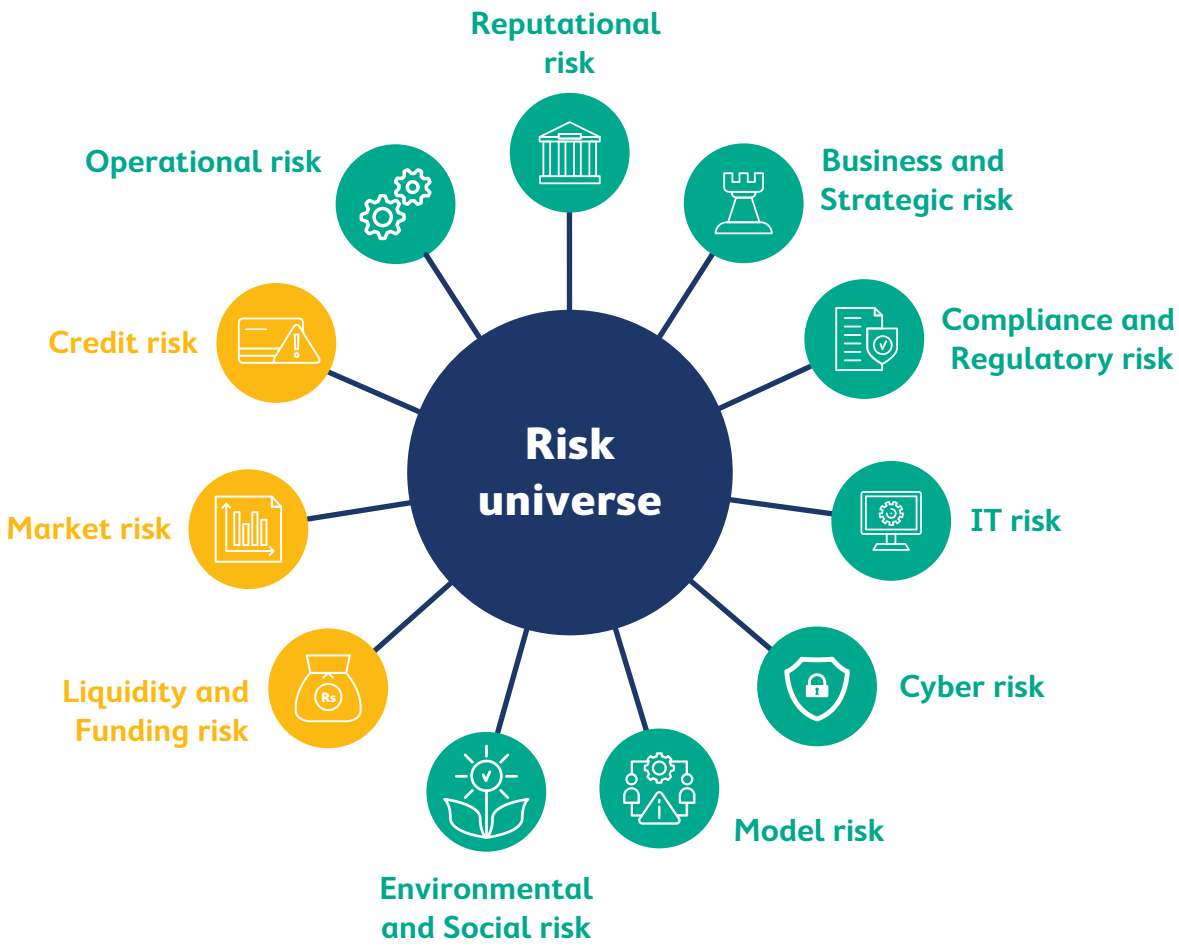 Reputational
risk
Operational risk
Business and
Strategic risk
Credit risk
Compliance and
Regulatory risk
Risk
universe
Market risk
IT risk
Liquidity and
Funding risk
Rs
Cyber risk
Model risk
Environmental
and Social risk